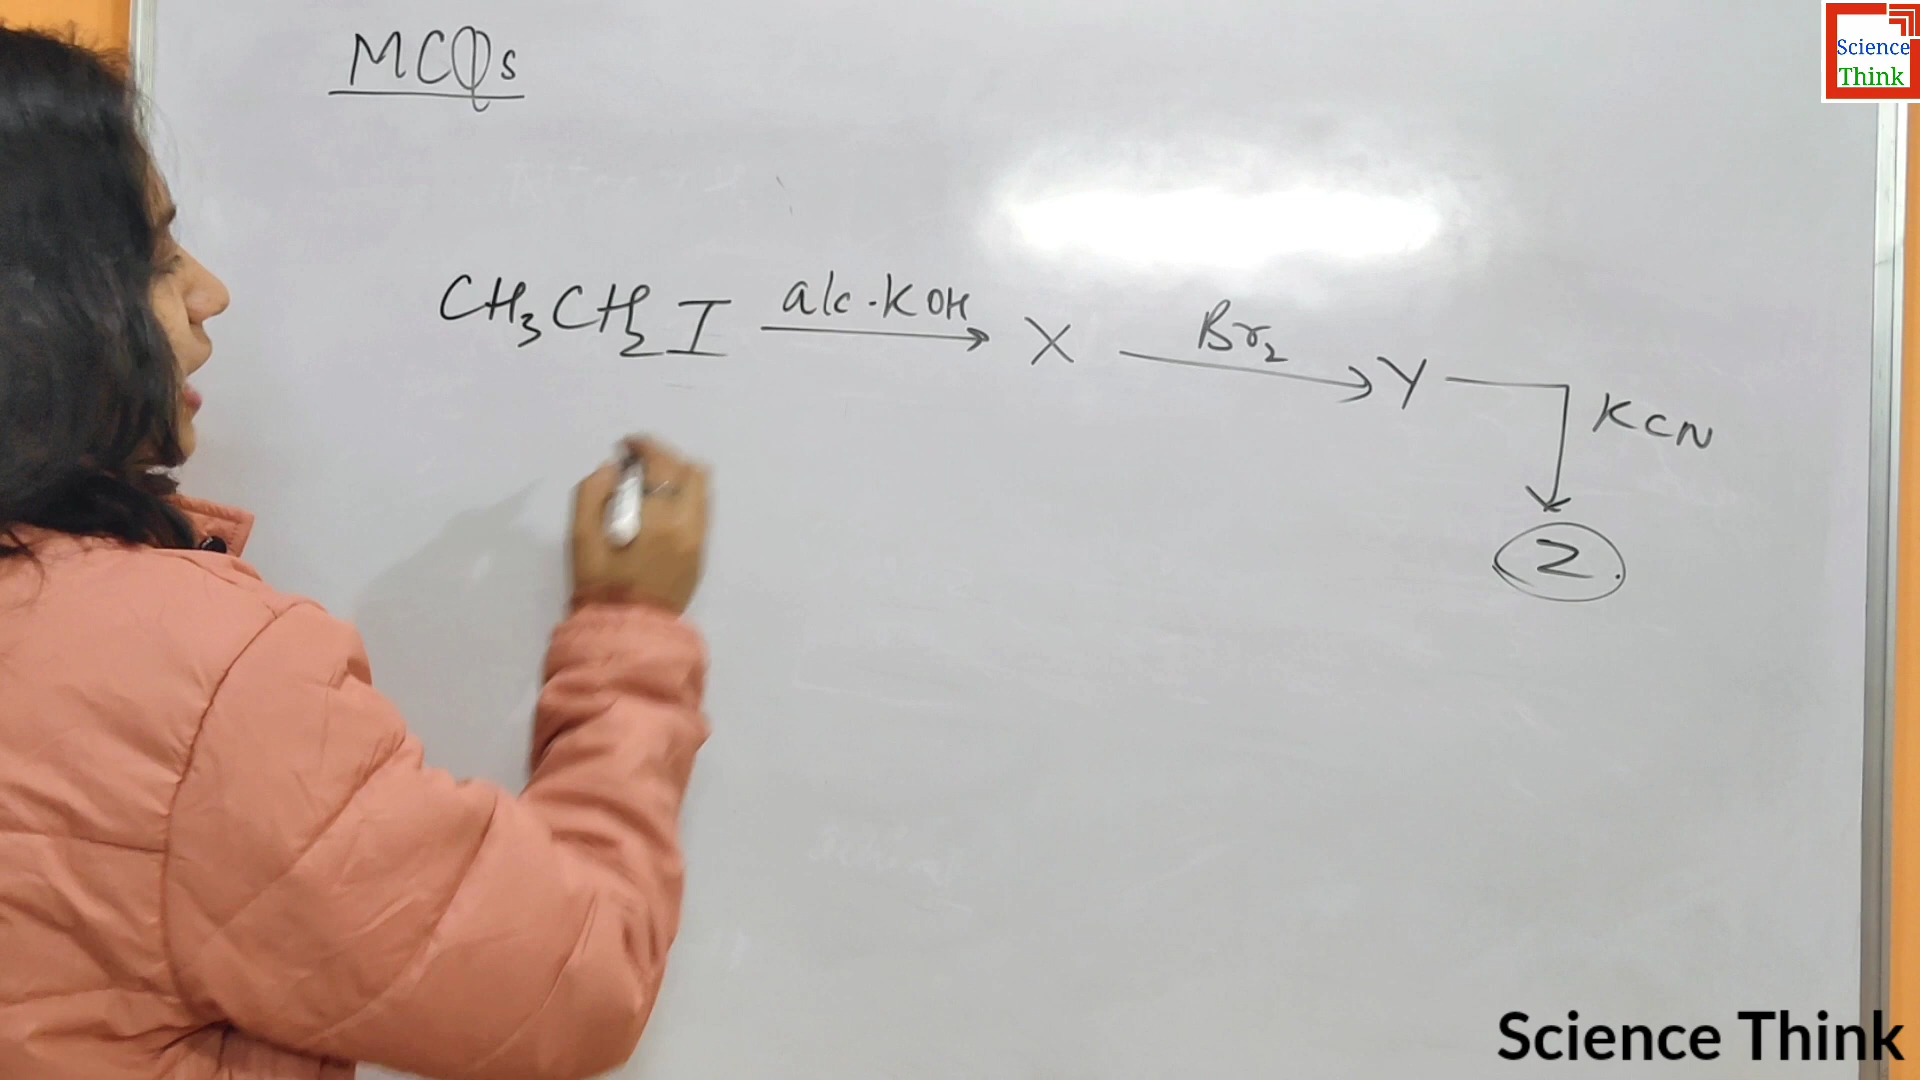 MCQs
Science
Think
CH₃CH₂I alc.KOH X Br₂ Y KCN
Z
Science Think